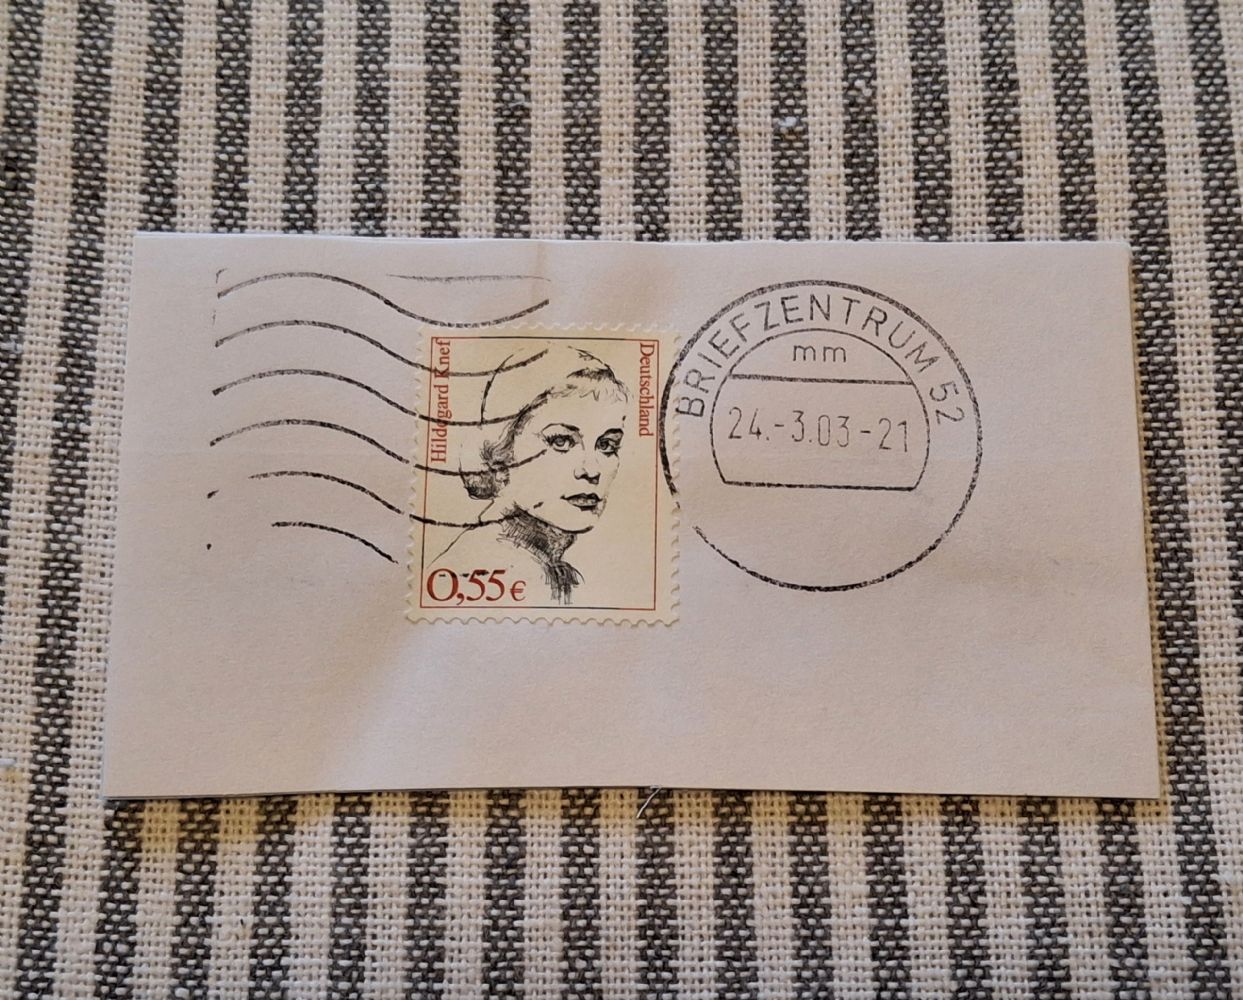 Hildegard Knef
Deutschland
0,55 €
BRIEFZENTRUM 52
mm
24.-3.03-21